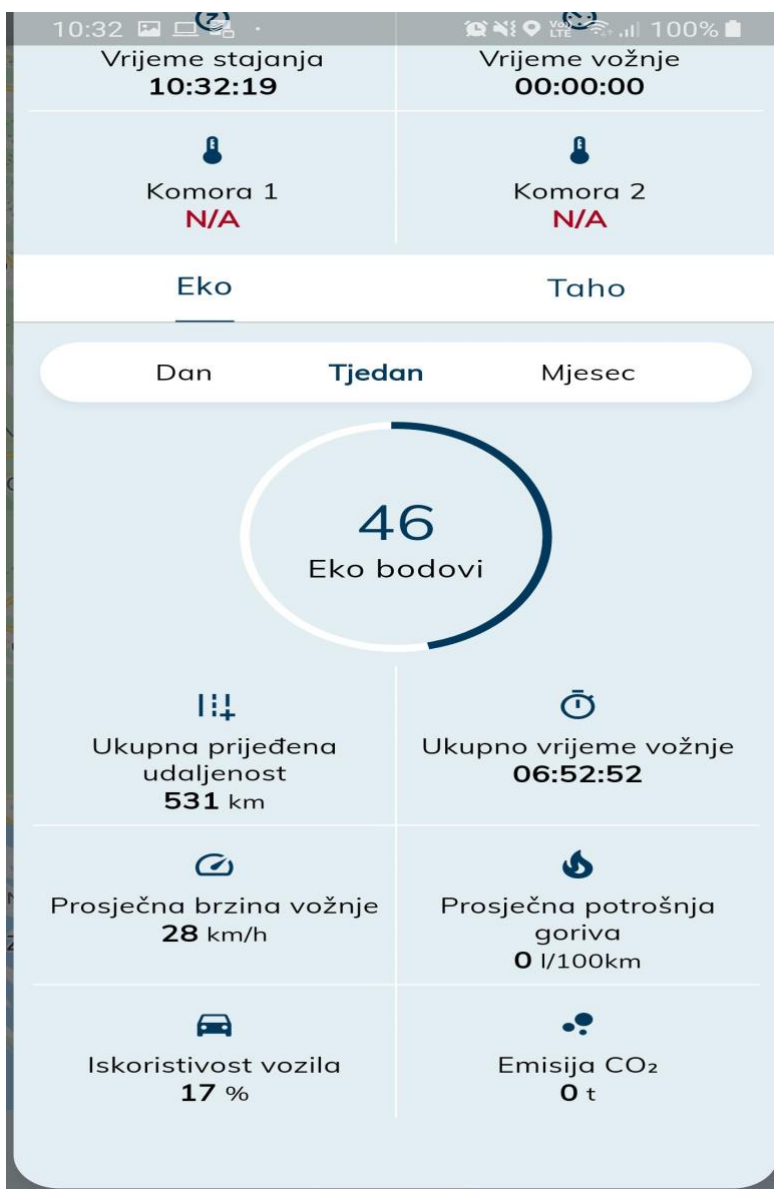 10:32
VoLTE 100%
Vrijeme stajanja
10:32:19
Vrijeme vožnje
00:00:00
Komora 1
N/A
Komora 2
N/A
Eko
Taho
Dan
Tjedan
Mjesec
46
Eko bodovi
Ukupna prijeđena
udaljenost
531 km
Ukupno vrijeme vožnje
06:52:52
Prosječna brzina vožnje
28 km/h
Prosječna potrošnja
goriva
0 l/100km
Iskoristivost vozila
17 %
Emisija CO₂
0 t